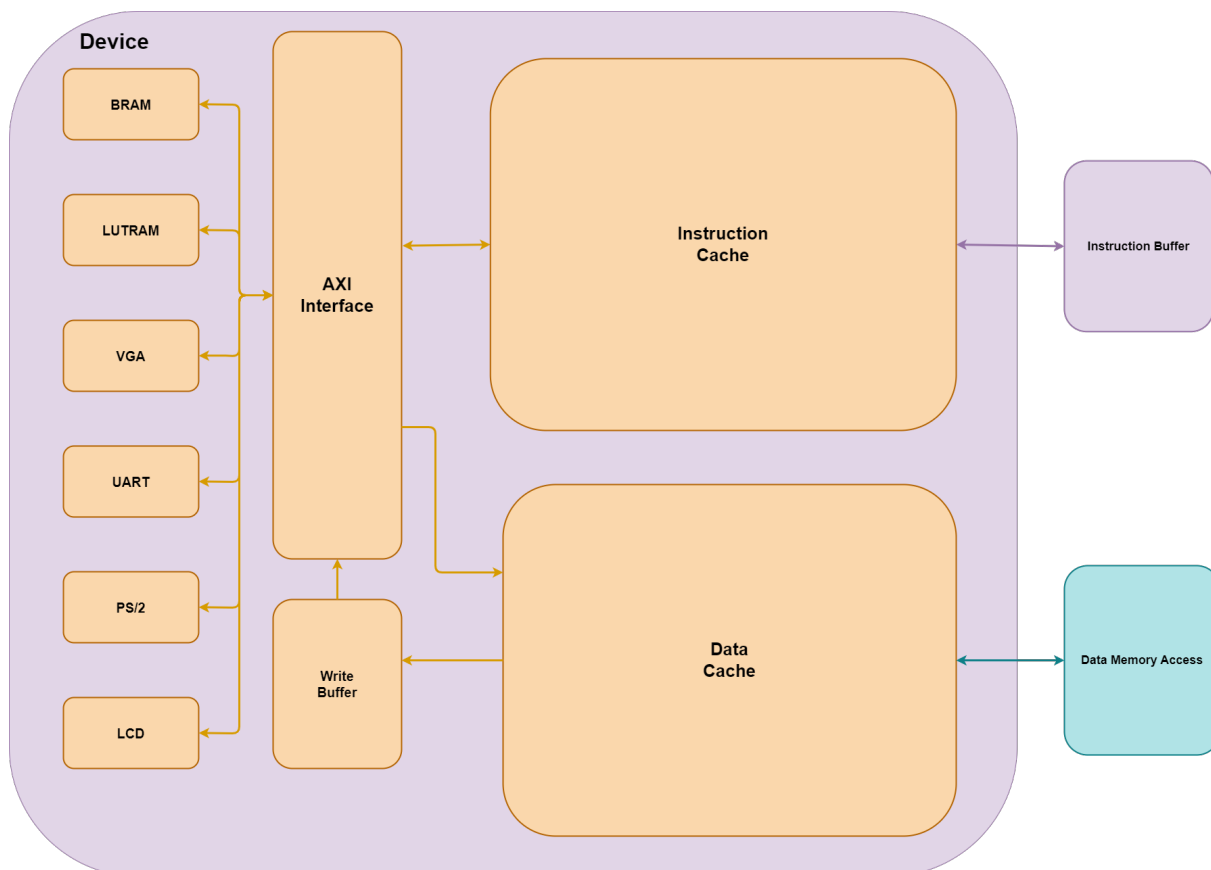 Device
BRAM
LUTRAM
VGA
UART
PS/2
LCD
AXI
Interface
Write
Buffer
Instruction
Cache
Data
Cache
Instruction Buffer
Data Memory Access